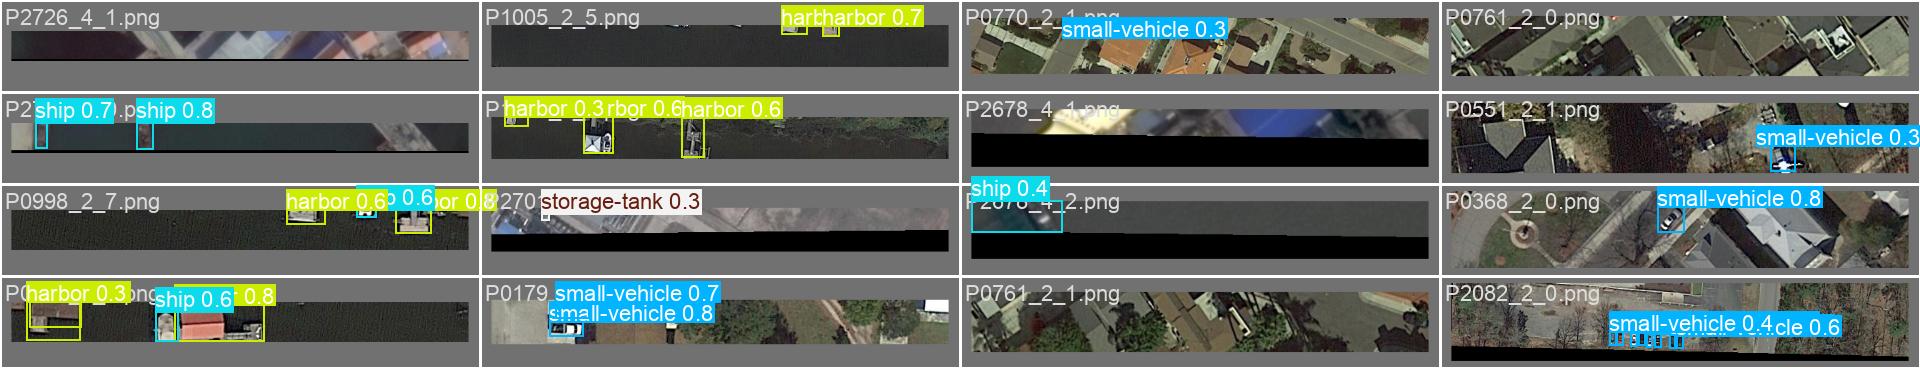 P2726_4_1.png
P1005_2_5.png
harbor 0.7
P0770_2_1.png
small-vehicle 0.3
P0761_2_0.png
ship 0.7
ship 0.8
harbor 0.3
harbor 0.6
P2678_4_1.png
P0551_2_1.png
small-vehicle 0.3
P0998_2_7.png
harbor 0.6
0.6
storage-tank 0.3
ship 0.4
P2678_4_2.png
P0368_2_0.png
small-vehicle 0.8
harbor 0.3
ship 0.6
0.8
P0179
small-vehicle 0.7
small-vehicle 0.8
P0761_2_1.png
P2082_2_0.png
small-vehicle 0.4
0.6